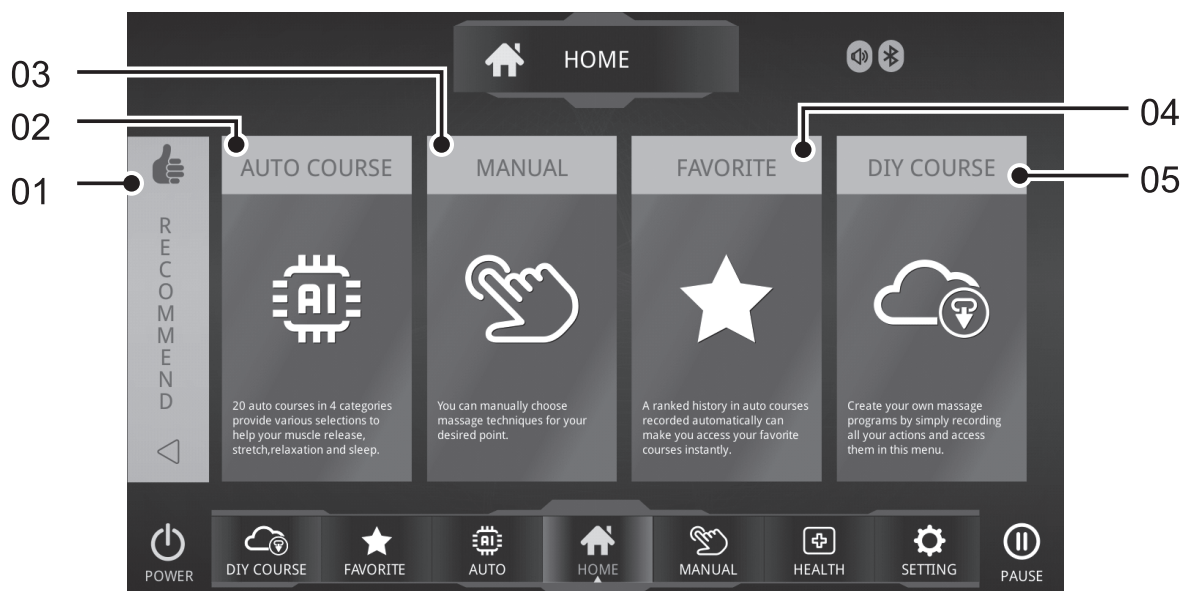 HOME
03
02
01
04
05
AUTO COURSE
MANUAL
FAVORITE
DIY COURSE
RECOMMEND
AI
20 auto courses in 4 categories
provide various selections to
help your muscle release,
stretch,relaxation and sleep.
You can manually choose
massage techniques for your
desired point.
A ranked history in auto courses
recorded automatically can
make you access your favorite
courses instantly.
Create your own massage
programs by simply recording
all your actions and access
them in this menu.
POWER
DIY COURSE
FAVORITE
AI
AUTO
HOME
MANUAL
HEALTH
SETTING
PAUSE